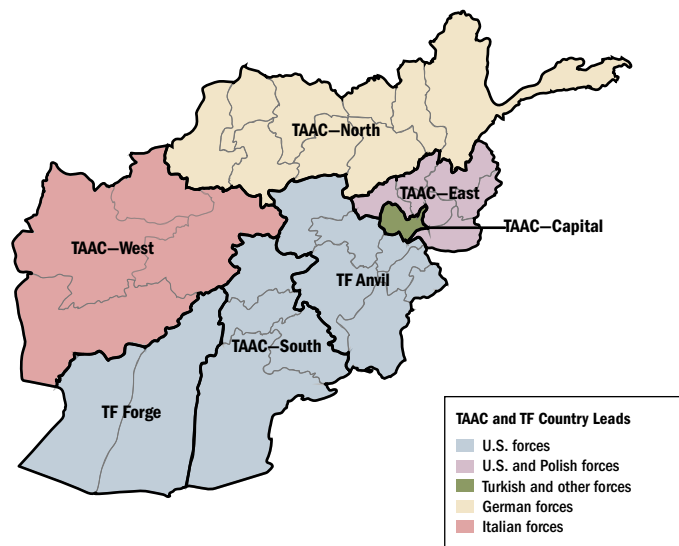 TAAC—North
TAAC—East
TAAC—Capital
TAAC—West
TF Anvil
TAAC—South
TF Forge
TAAC and TF Country Leads
U.S. forces
U.S. and Polish forces
Turkish and other forces
German forces
Italian forces